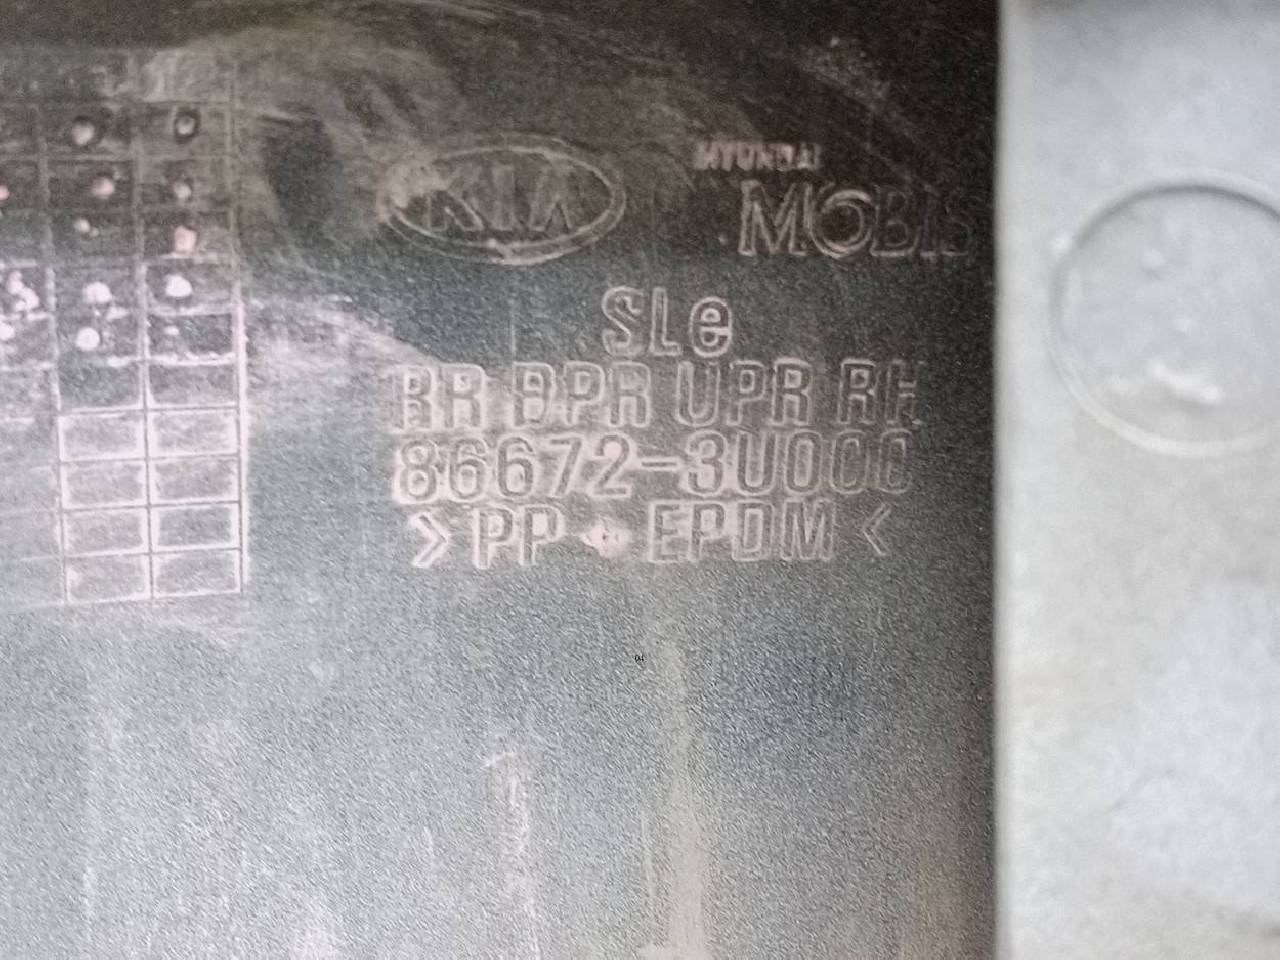 KIA
HYUNDAI
MOBIS
SLe
RR BPR UPR RH
86672-3U000
>PP+EPDM<